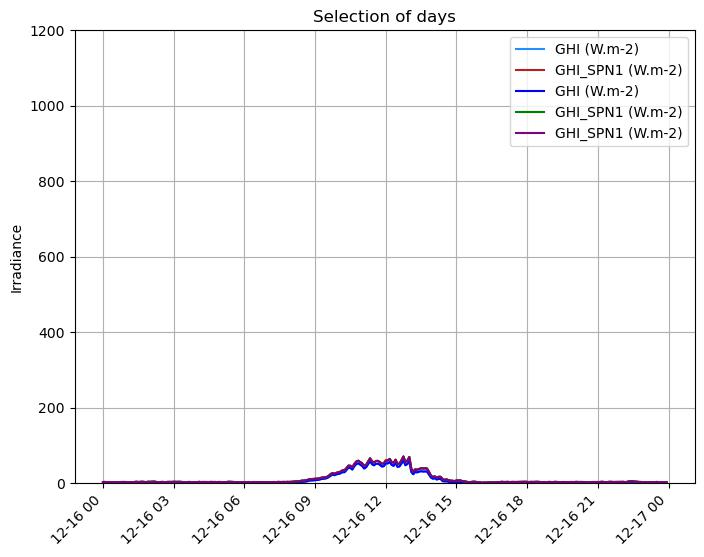 Selection of days
1200
1000
800
600
400
200
0
Irradiance
GHI (W.m-2)
GHI_SPN1 (W.m-2)
GHI (W.m-2)
GHI_SPN1 (W.m-2)
GHI_SPN1 (W.m-2)
12-16 00
12-16 03
12-16 06
12-16 09
12-16 12
12-16 15
12-16 18
12-16 21
12-17 00